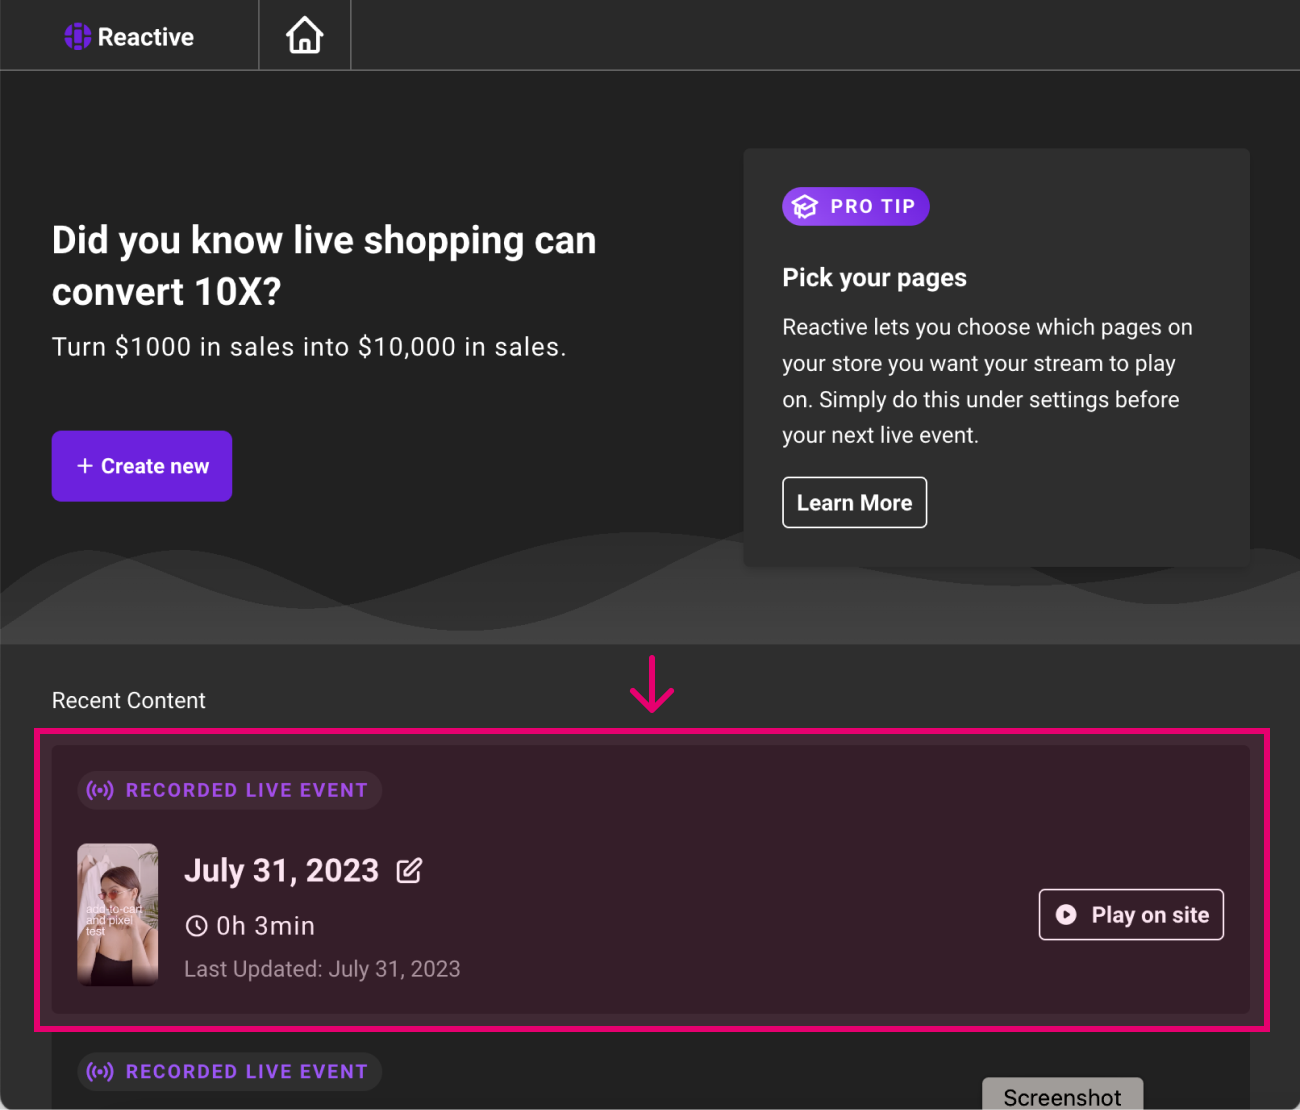 Reactive
Did you know live shopping can
convert 10X?
Turn $1000 in sales into $10,000 in sales.
+ Create new
PRO TIP
Pick your pages
Reactive lets you choose which pages on
your store you want your stream to play
on. Simply do this under settings before
your next live event.
Learn More
Recent Content
RECORDED LIVE EVENT
add-to-cart
and pixel
test
July 31, 2023
0h 3min
Last Updated: July 31, 2023
Play on site
RECORDED LIVE EVENT
Screenshot